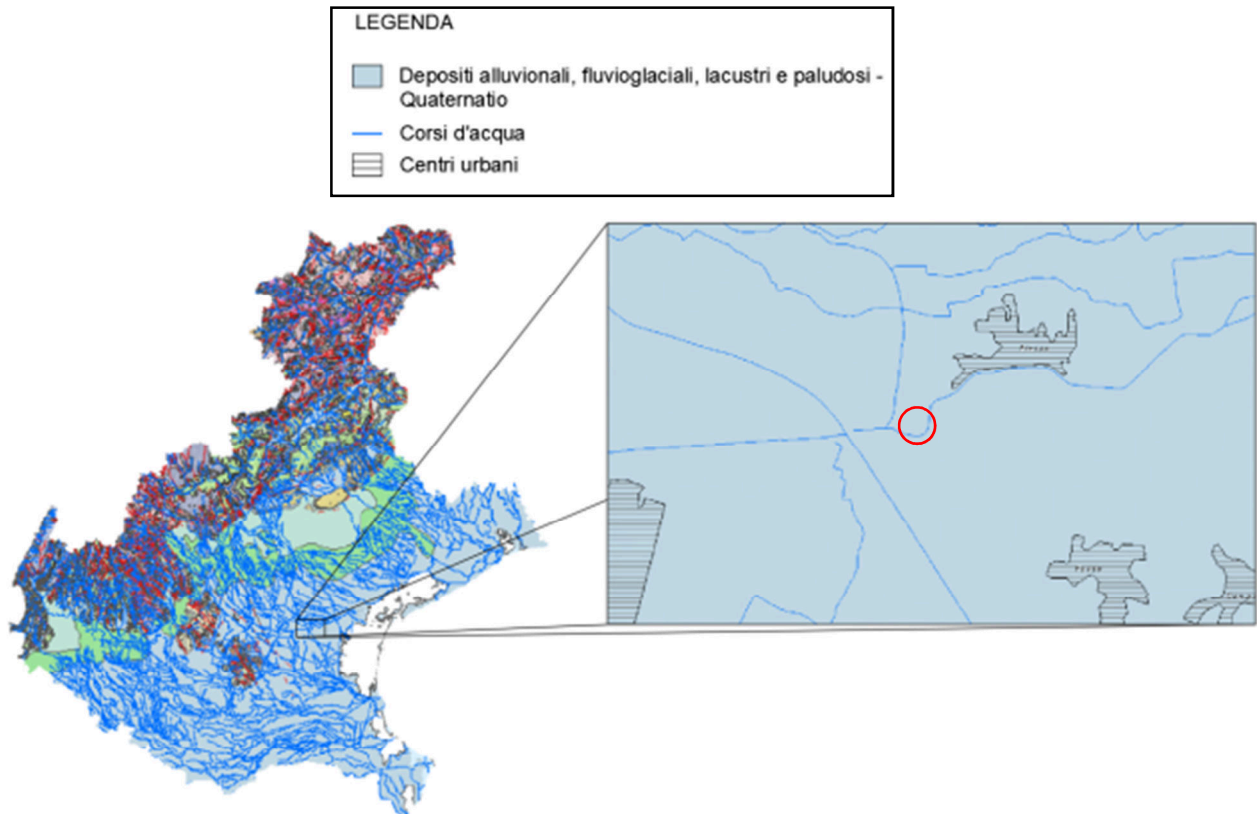 LEGENDA
Depositi alluvionali, fluvioglaciali, lacustri e paludosi -
Quaternatio
Corsi d'acqua
Centri urbani